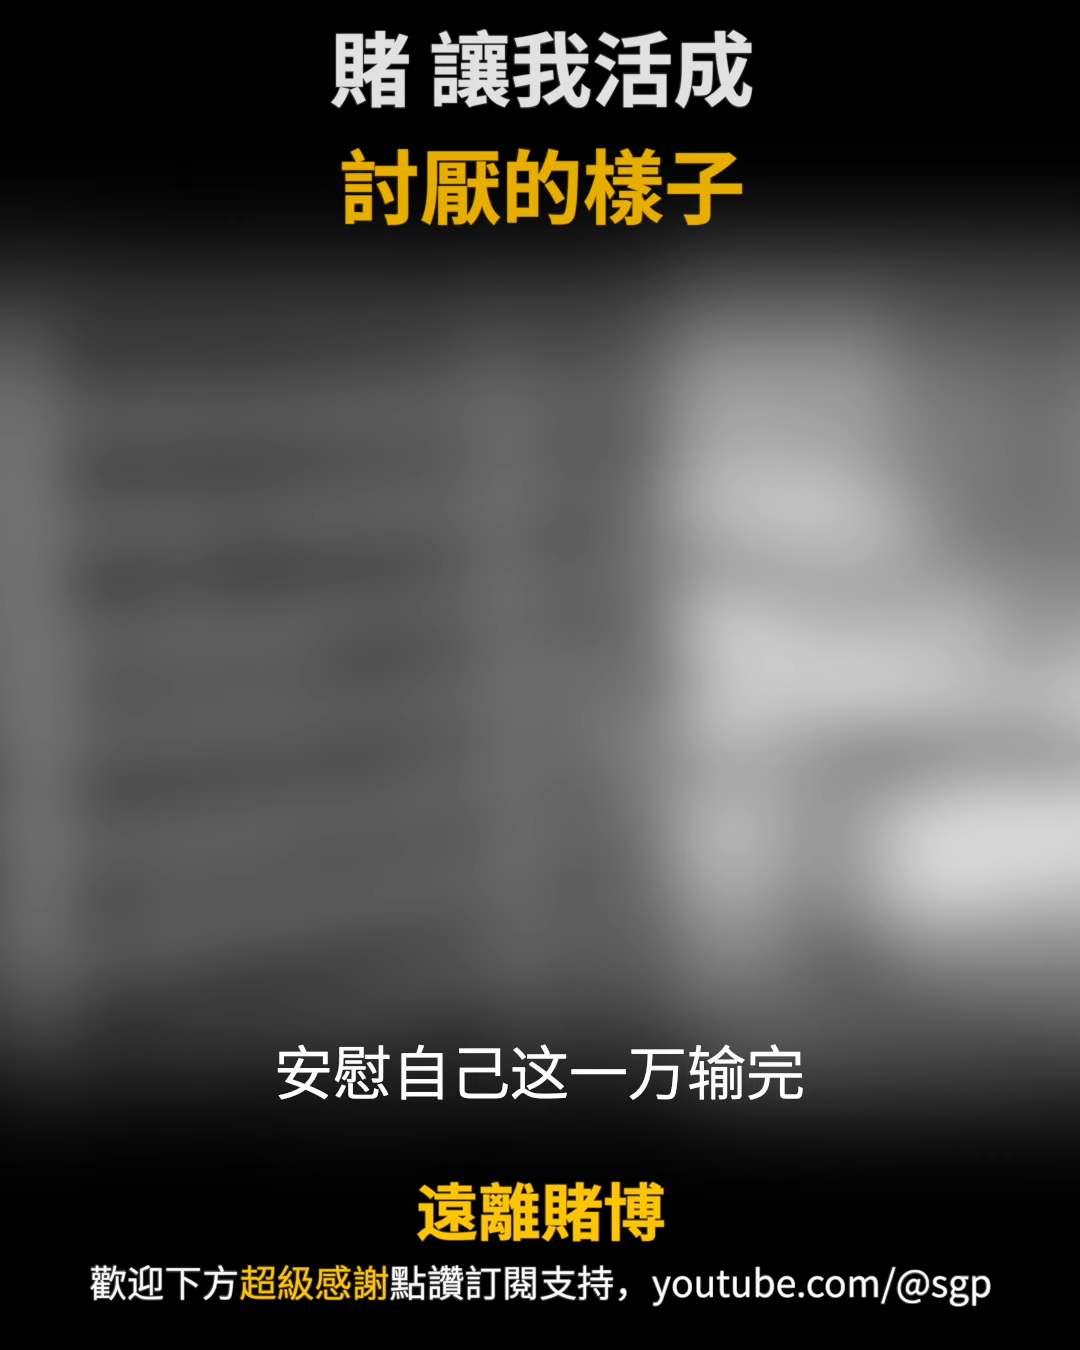 賭 讓我活成
討厭的樣子
安慰自己这一万输完
遠離賭博
歡迎下方超級感謝點讚訂閱支持，youtube.com/@sgp